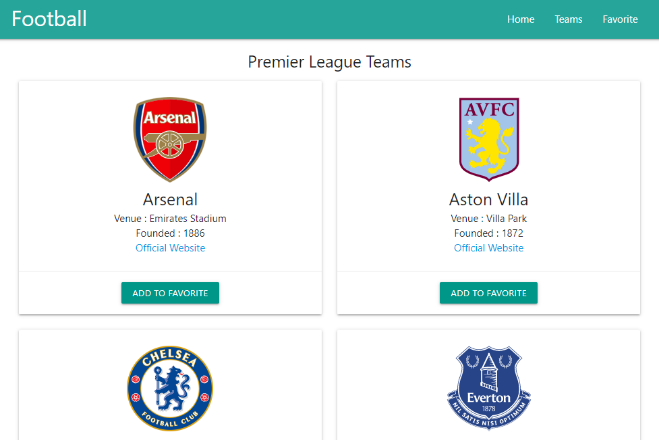 Football
Home
Teams
Favorite
Premier League Teams
Arsenal
Arsenal
Venue : Emirates Stadium
Founded : 1886
Official Website
ADD TO FAVORITE
AVFC
Aston Villa
Venue : Villa Park
Founded : 1872
Official Website
ADD TO FAVORITE
CHELSEA
FOOTBALL CLUB
Everton
1878
NIL SATIS NISI OPTIMUM